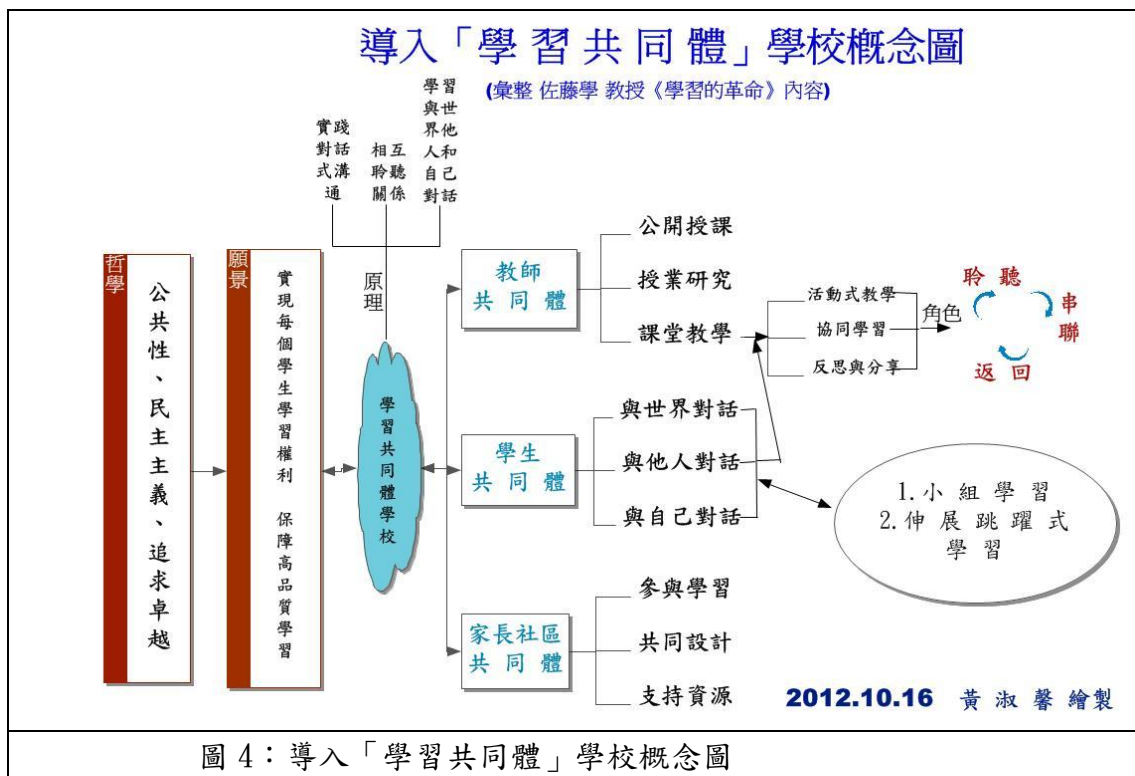 導入「學習共同體」學校概念圖
(彙整 佐藤學 教授《學習的革命》內容)
實踐
對話
式溝
通
相互
聆聽
關係
學習
與世
界他
人和
自己
對話
原理
哲學
公共性、民主主義、追求卓越
願景
實現每個學生學習權利 保障高品質學習
學習共同體學校
教師
共同體
公開授課
授業研究
課堂教學
活動式教學
協同學習
反思與分享
角色
聆聽
串聯
返回
學生
共同體
與世界對話
與他人對話
與自己對話
1.小組學習
2.伸展跳躍式
學習
家長社區
共同體
參與學習
共同設計
支持資源
2012.10.16 黃淑馨繪製
圖 4：導入「學習共同體」學校概念圖